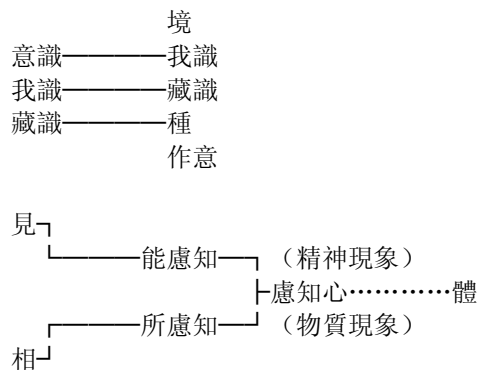 境
意識━━━━━我識
我識━━━━━藏識
藏識━━━━━種
作意
見┓
┗━━━━能慮知━━┓（精神現象）
┣慮知心…………體
┏━━━━所慮知━━┛（物質現象）
相┛